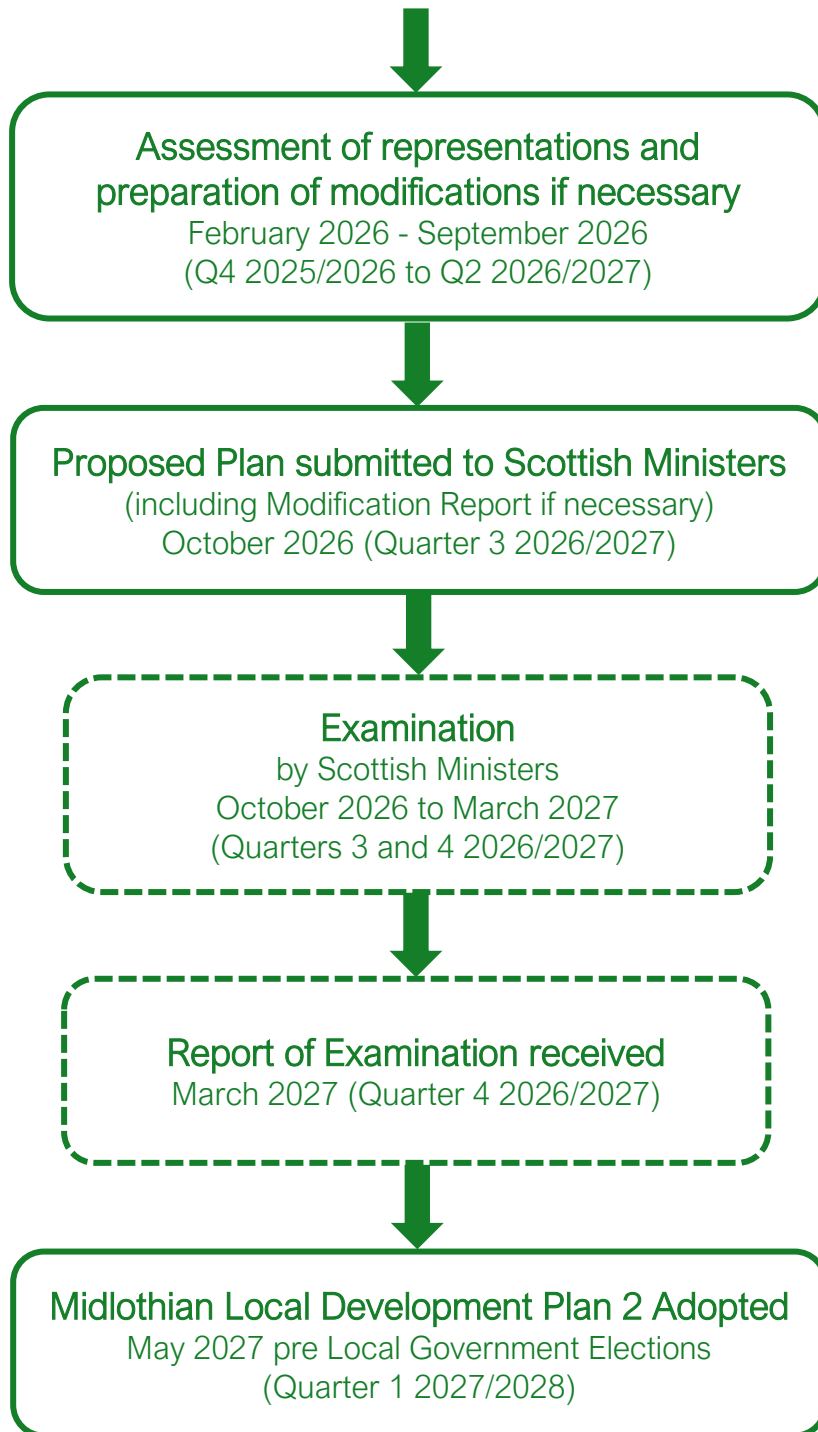 Assessment of representations and
preparation of modifications if necessary
February 2026 - September 2026
(Q4 2025/2026 to Q2 2026/2027)
Proposed Plan submitted to Scottish Ministers
(including Modification Report if necessary)
October 2026 (Quarter 3 2026/2027)
Examination
by Scottish Ministers
October 2026 to March 2027
(Quarters 3 and 4 2026/2027)
Report of Examination received
March 2027 (Quarter 4 2026/2027)
Midlothian Local Development Plan 2 Adopted
May 2027 pre Local Government Elections
(Quarter 1 2027/2028)